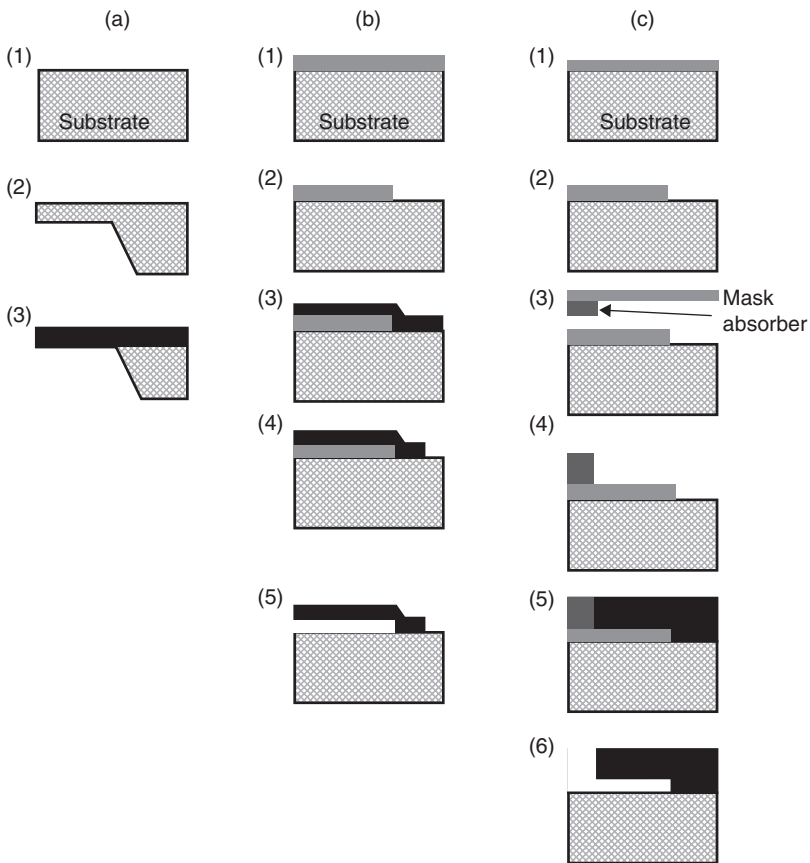 (a)
(1)
Substrate
(2)
(3)
(b)
(1)
Substrate
(2)
(3)
(4)
(5)
(c)
(1)
Substrate
(2)
(3)
Mask
absorber
(4)
(5)
(6)